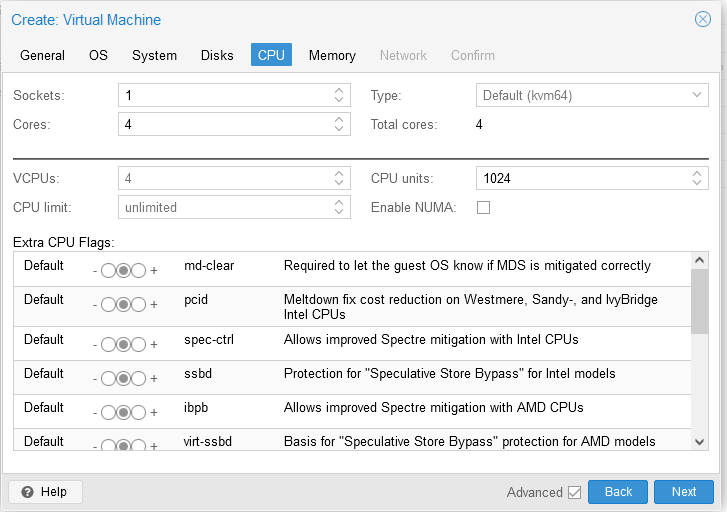 Create: Virtual Machine
General OS System Disks CPU Memory Network Confirm
Sockets: 1 Type: Default (kvm64)
Cores: 4 Total cores: 4
VCPUs: 4 CPU units: 1024
CPU limit: unlimited Enable NUMA:
Extra CPU Flags:
Default - + md-clear Required to let the guest OS know if MDS is mitigated correctly
Default - + pcid Meltdown fix cost reduction on Westmere, Sandy-, and IvyBridge
Intel CPUs
Default - + spec-ctrl Allows improved Spectre mitigation with Intel CPUs
Default - + ssbd Protection for "Speculative Store Bypass" for Intel models
Default - + ibpb Allows improved Spectre mitigation with AMD CPUs
Default - + virt-ssbd Basis for "Speculative Store Bypass" protection for AMD models
? Help Advanced Back Next